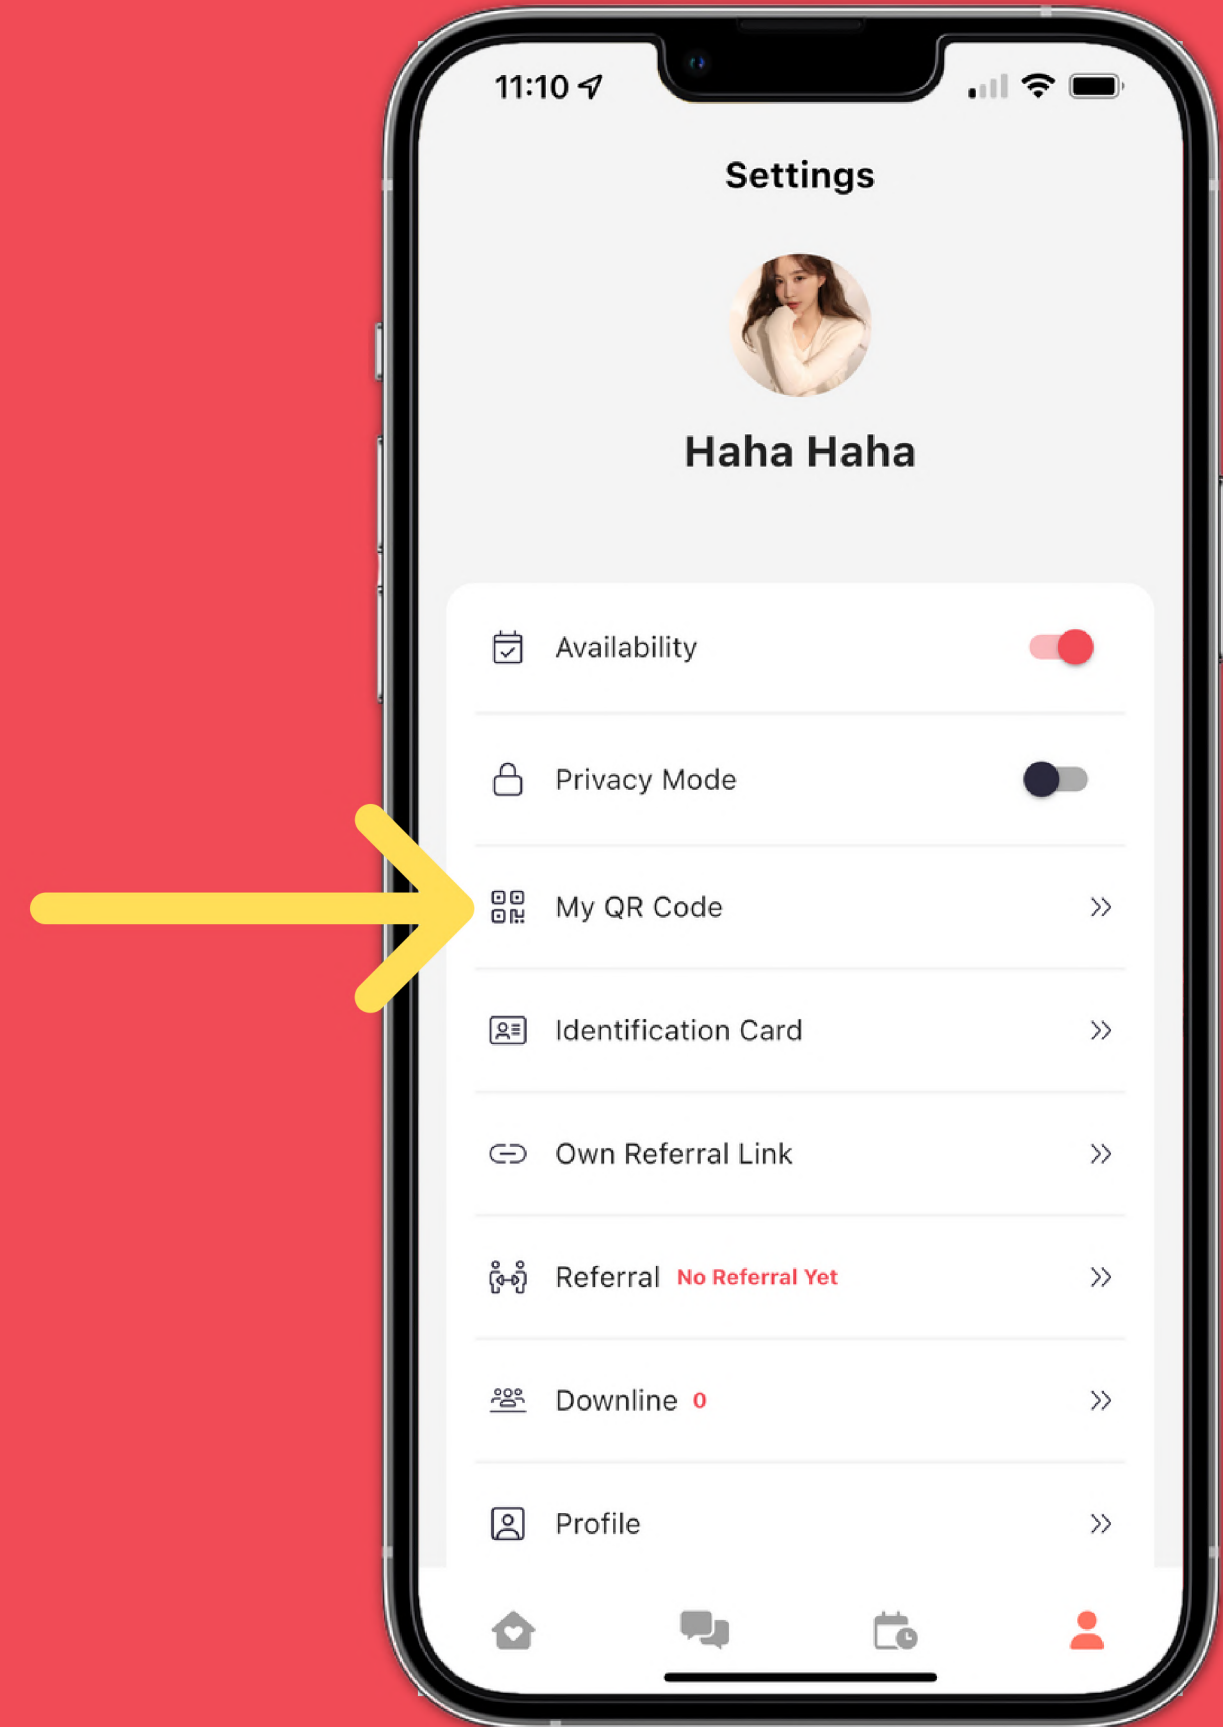 11:10
Settings
Haha Haha
Availability
Privacy Mode
My QR Code
Identification Card
Own Referral Link
Referral No Referral Yet
Downline 0
Profile